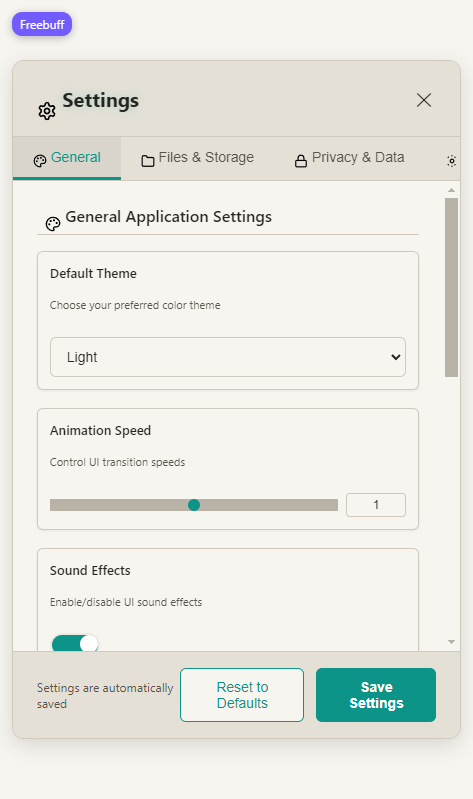 Freebuff
Settings
General
Files & Storage
Privacy & Data
General Application Settings
Default Theme
Choose your preferred color theme
Light
Animation Speed
Control UI transition speeds
1
Sound Effects
Enable/disable UI sound effects
Settings are automatically
saved
Reset to
Defaults
Save
Settings